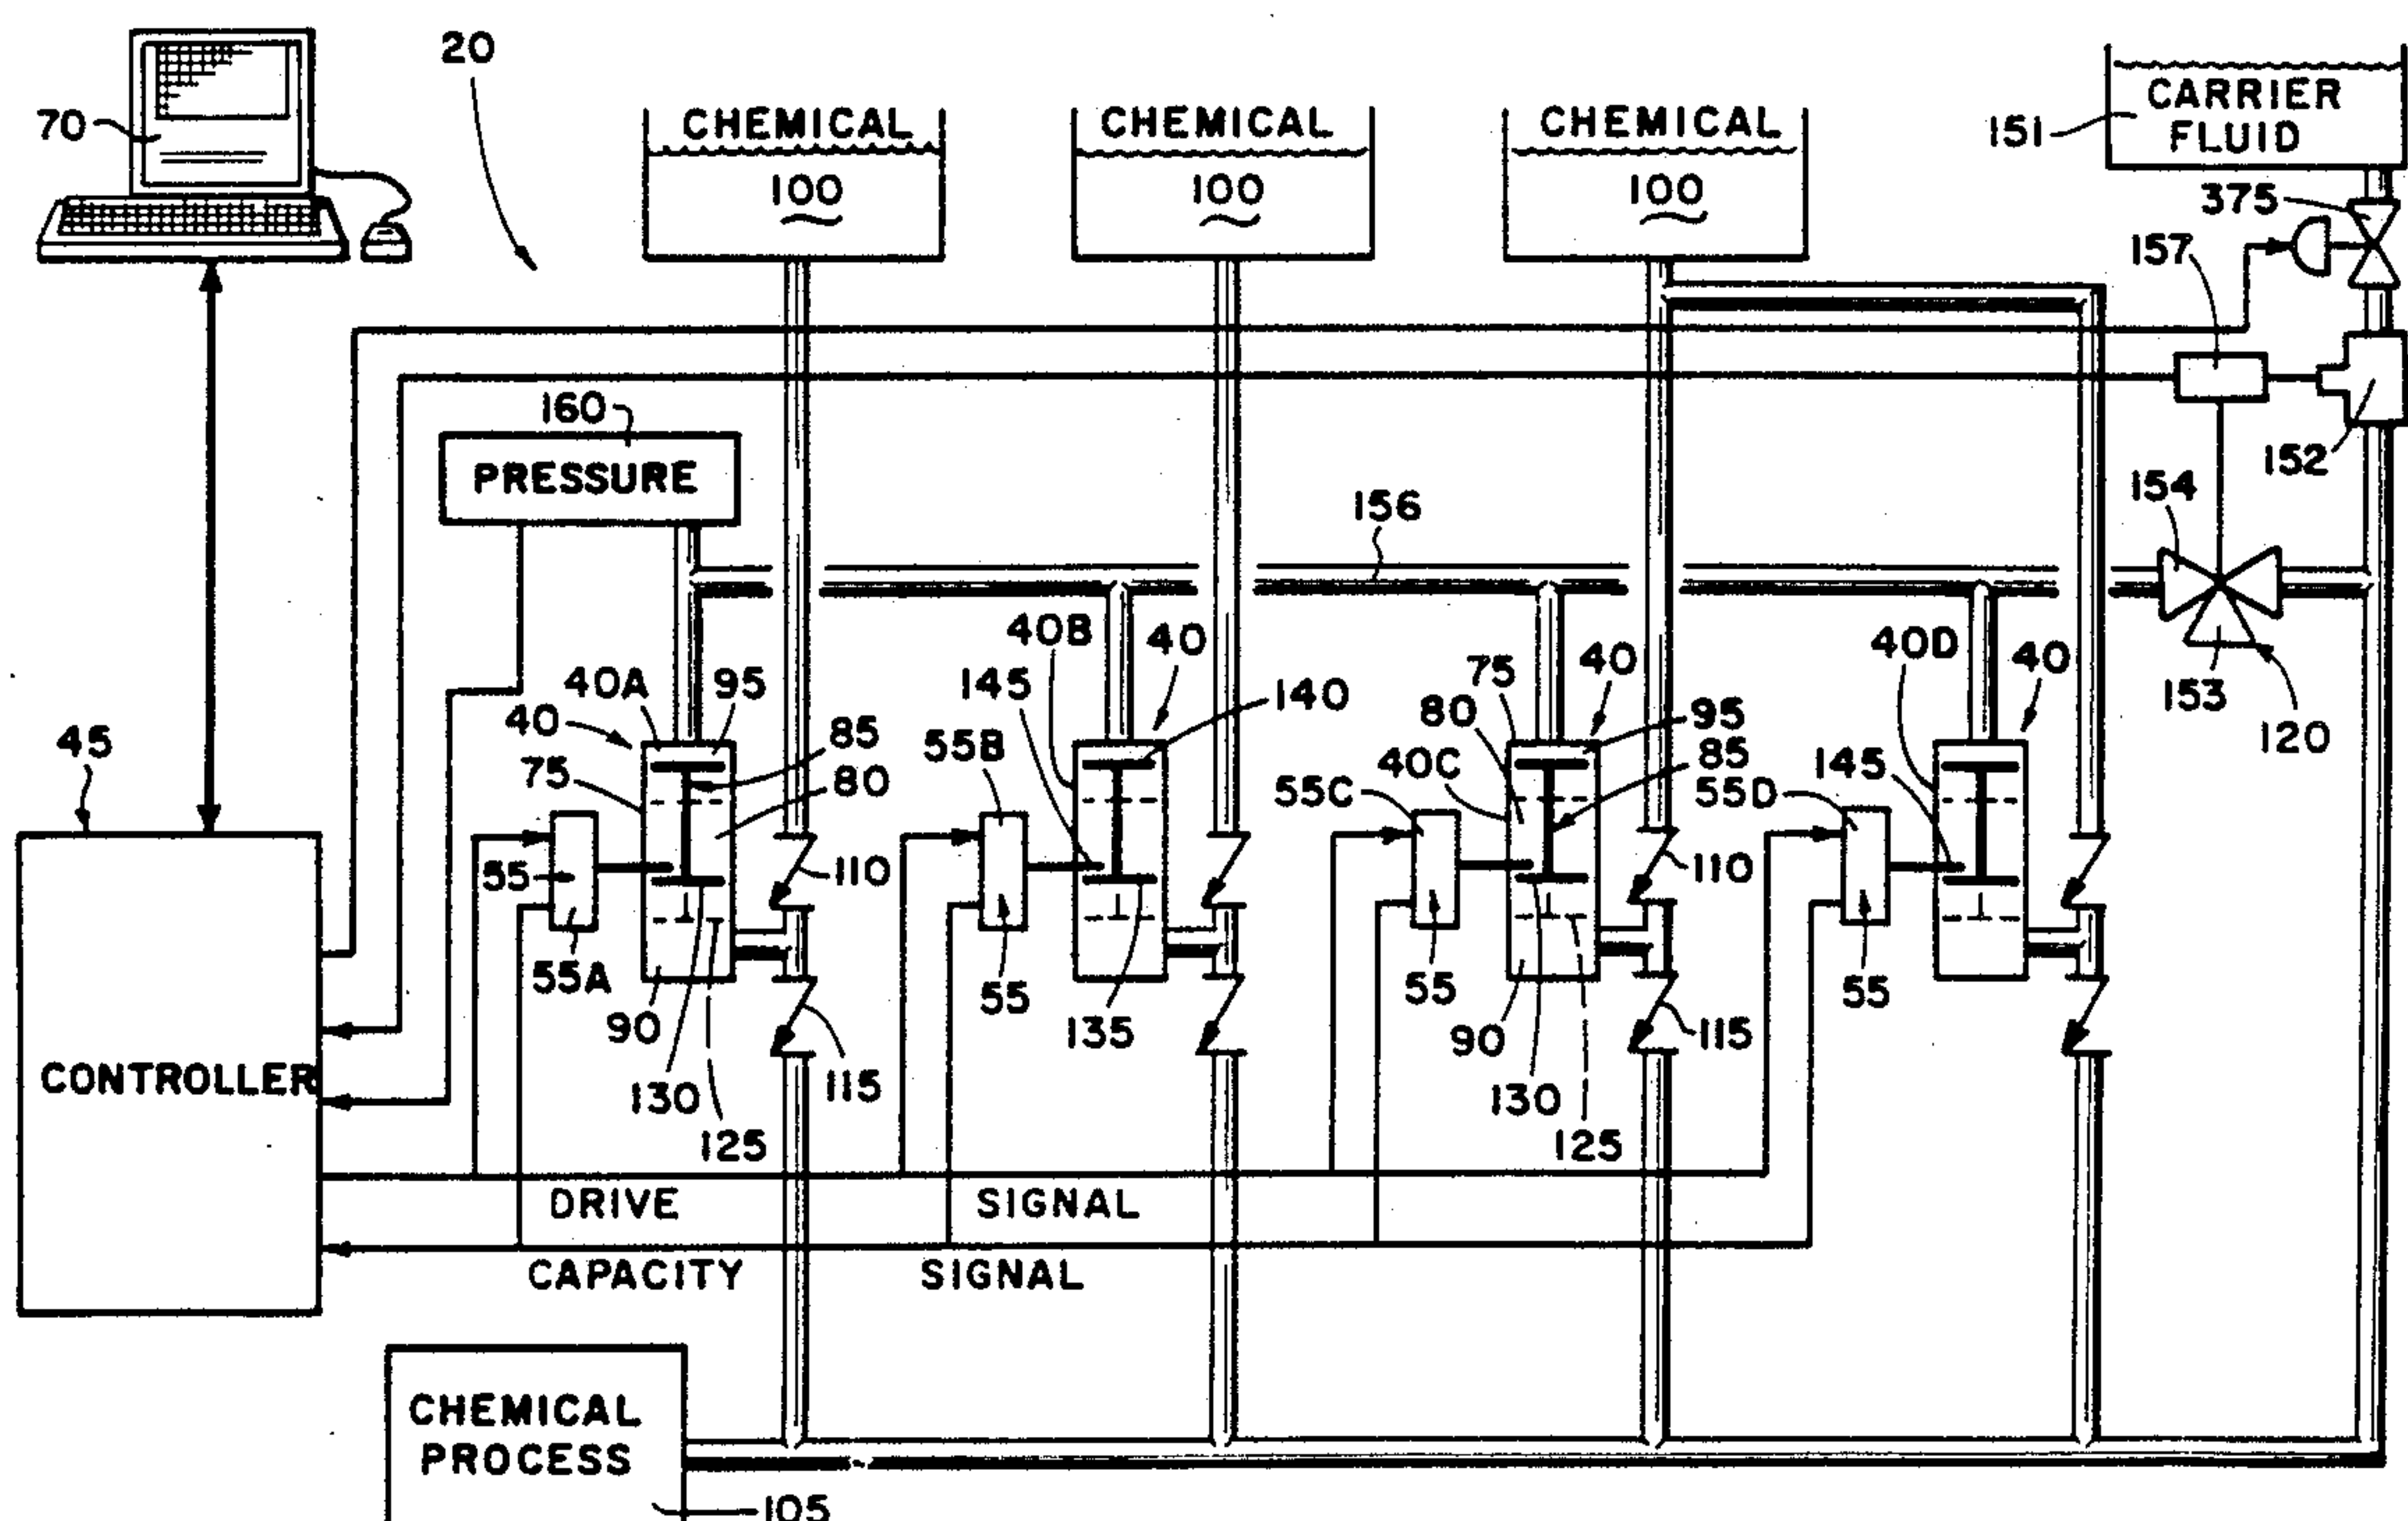 20
CHEMICAL
CHEMICAL
CHEMICAL
CARRIER
FLUID
151
70
100
100
100
375
157
160
PRESSURE
152
154
156
153
120
40A
95
40B
40
40
40D
40
40
75
85
80
145
140
75
80
95
85
40C
145
45
55B
55C
55D
55
110
110
55A
55
55
55
90
130
125
115
135
90
130
125
115
CONTROLLER
DRIVE SIGNAL
CAPACITY SIGNAL
CHEMICAL
PROCESS
105